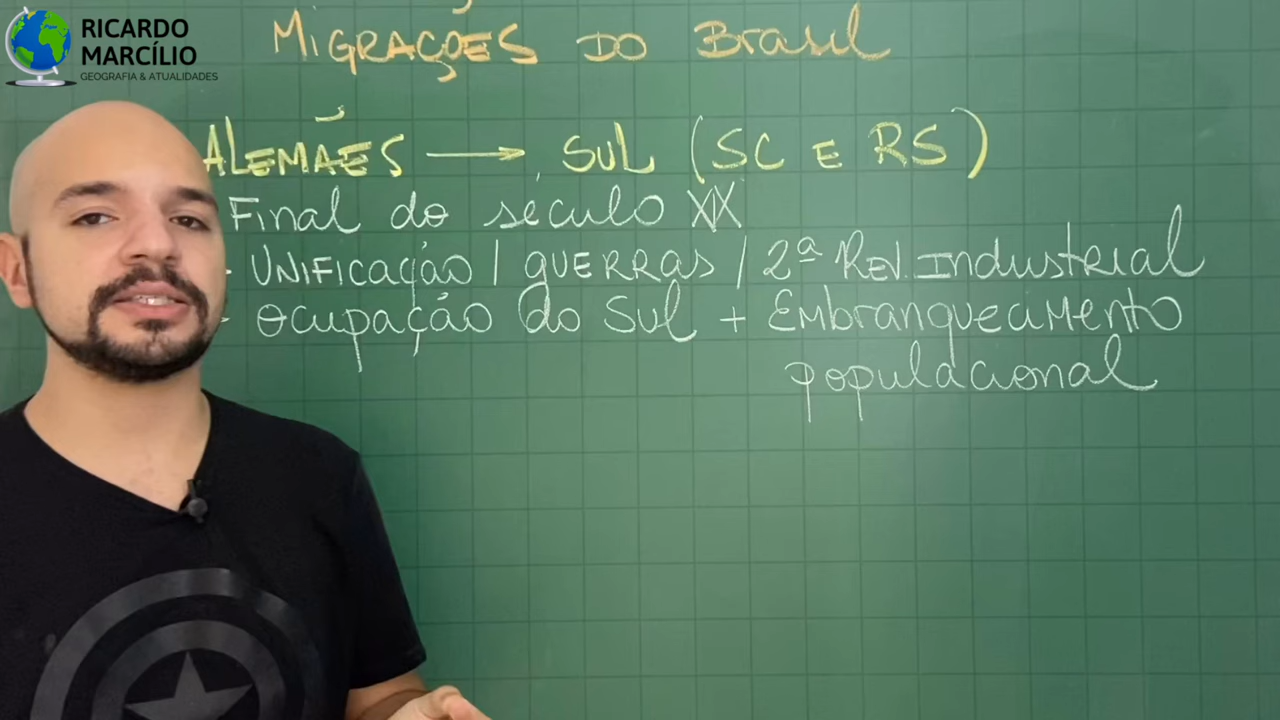 RICARDO
MARCÍLIO
GEOGRAFIA & ATUALIDADES
MiGRAÇÕES DO Brasil
ALEMÃES → SUL (SC E RS)
Final do século XIX
- UNIFicação / GUERRAS / 2ª REV. Industrial
- Ocupação do Sul + Embranquecimento
populacional